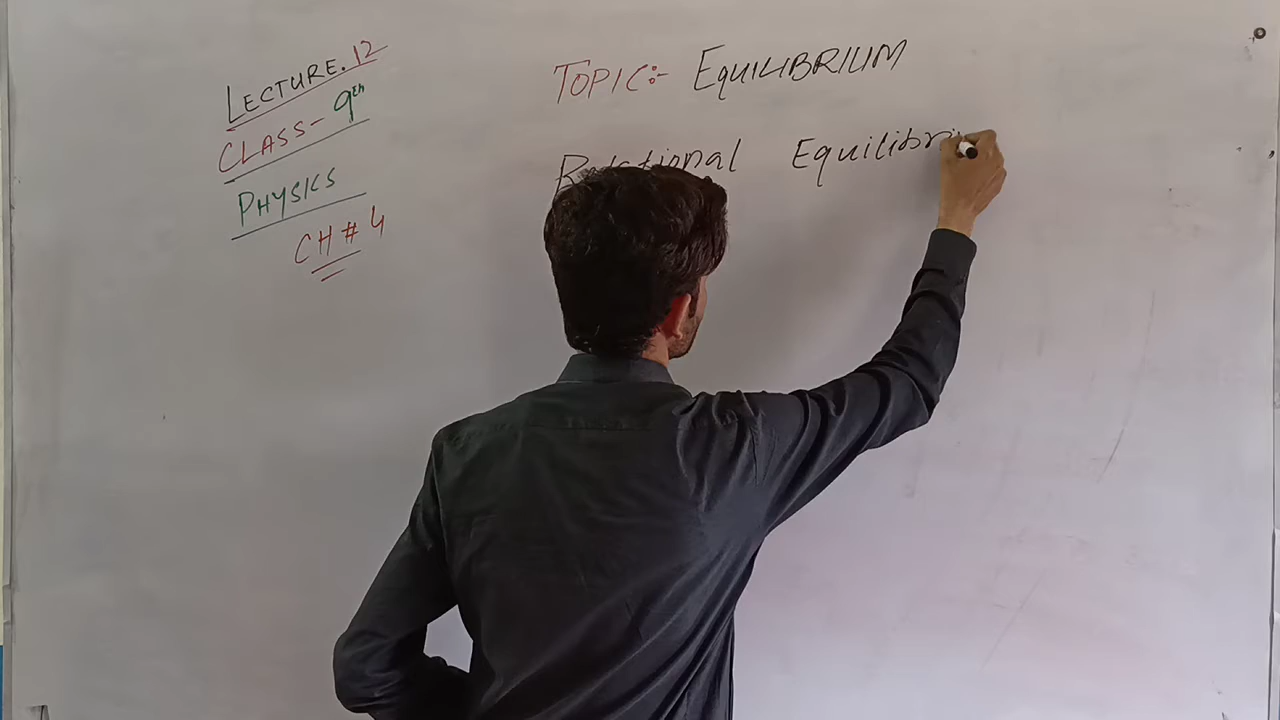 LECTURE.12
CLASS- 9th
PHYSICS
CH # 4
TOPIC:- EQUILIBRIUM
Rotational Equilibri